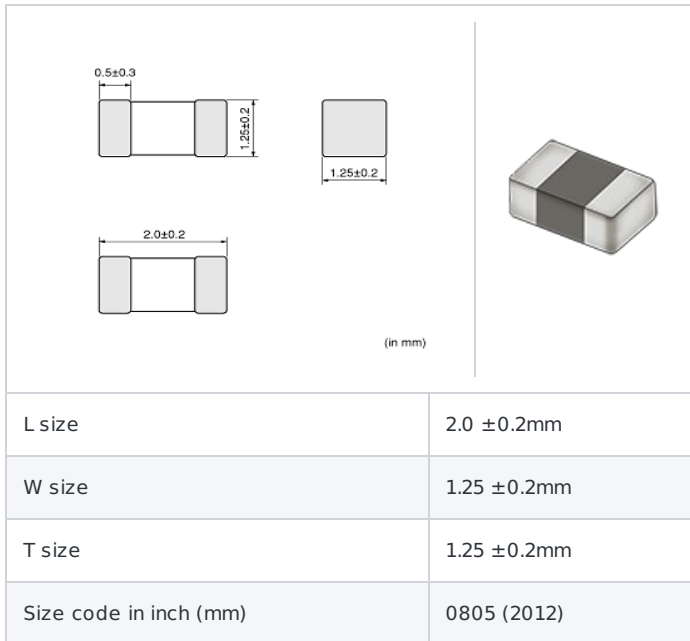 0.5±0.3
1.25±0.2
1.25±0.2
2.0±0.2
(in mm)
L size 2.0 ±0.2mm
W size 1.25 ±0.2mm
T size 1.25 ±0.2mm
Size code in inch (mm) 0805 (2012)